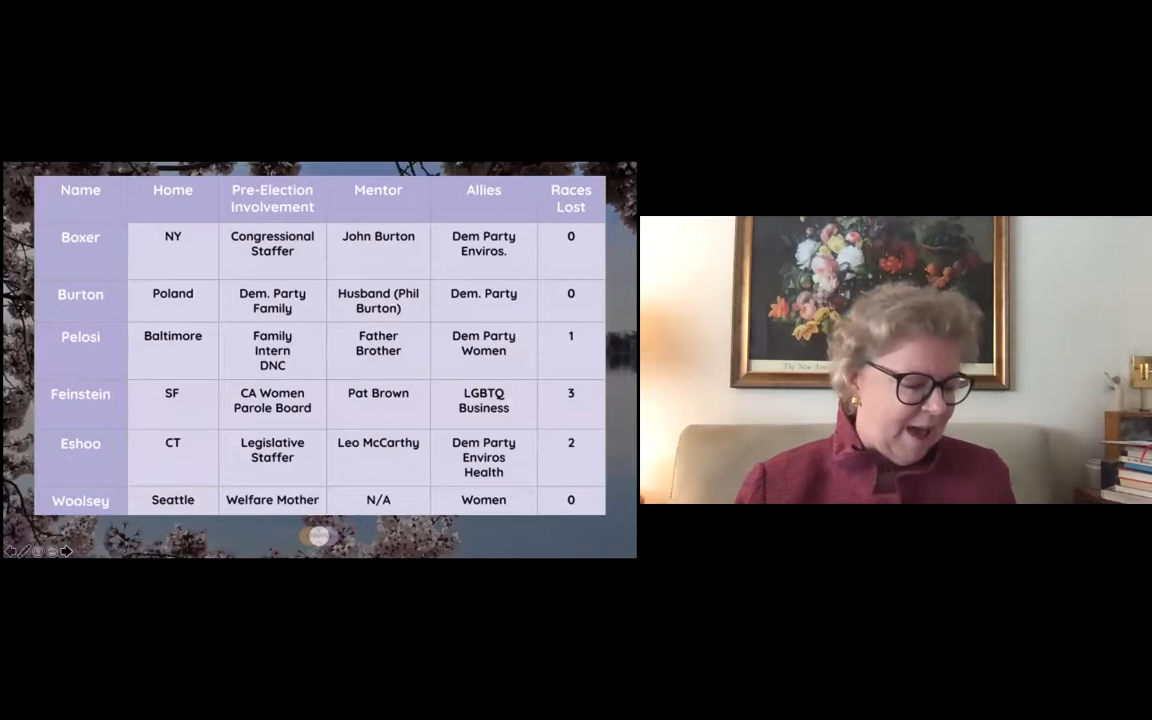 Name Home Pre-Election Mentor Allies Races
Involvement Lost
Boxer NY Congressional John Burton Dem Party 0
Staffer Enviros.
Burton Poland Dem. Party Husband (Phil Dem. Party 0
Family Burton)
Pelosi Baltimore Family Father Dem Party 1
Intern Brother Women
DNC
Feinstein SF CA Women Pat Brown LGBTQ 3
Parole Board Business
Eshoo CT Legislative Leo McCarthy Dem Party 2
Staffer Enviros
Health
Woolsey Seattle Welfare Mother N/A Women 0